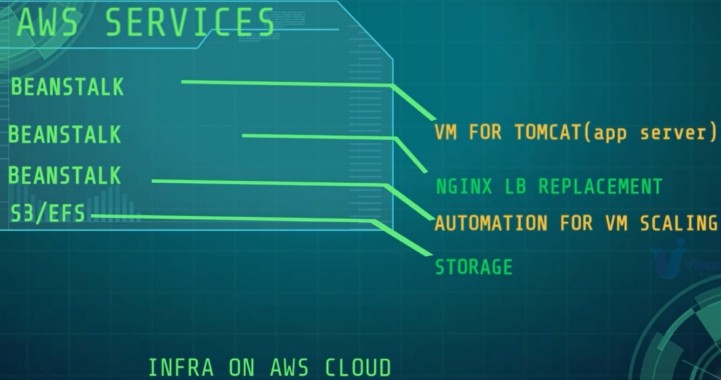 AWS SERVICES
BEANSTALK
VM FOR TOMCAT(app server)
BEANSTALK
NGINX LB REPLACEMENT
BEANSTALK
AUTOMATION FOR VM SCALING
S3/EFS
STORAGE
INFRA ON AWS CLOUD